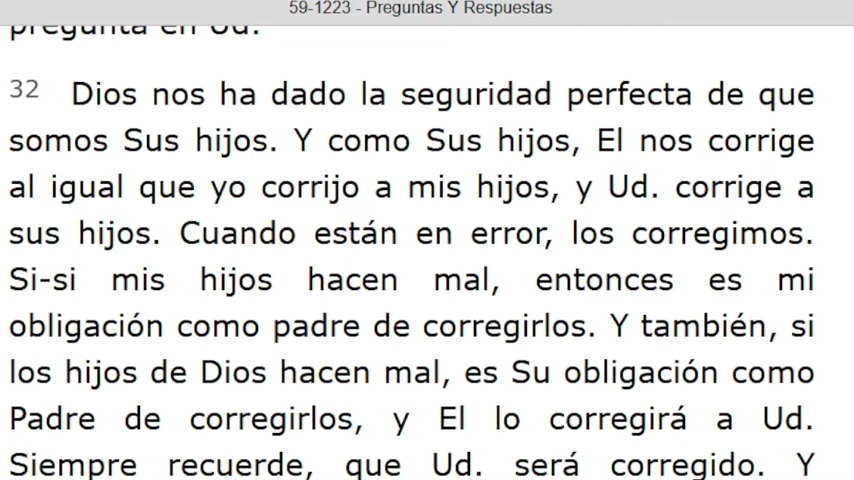 59-1223 - Preguntas Y Respuestas
pregunta en Ud.
32 Dios nos ha dado la seguridad perfecta de que
somos Sus hijos. Y como Sus hijos, El nos corrige
al igual que yo corrijo a mis hijos, y Ud. corrige a
sus hijos. Cuando están en error, los corregimos.
Si-si mis hijos hacen mal, entonces es mi
obligación como padre de corregirlos. Y también, si
los hijos de Dios hacen mal, es Su obligación como
Padre de corregirlos, y El lo corregirá a Ud.
Siempre recuerde, que Ud. será corregido. Y